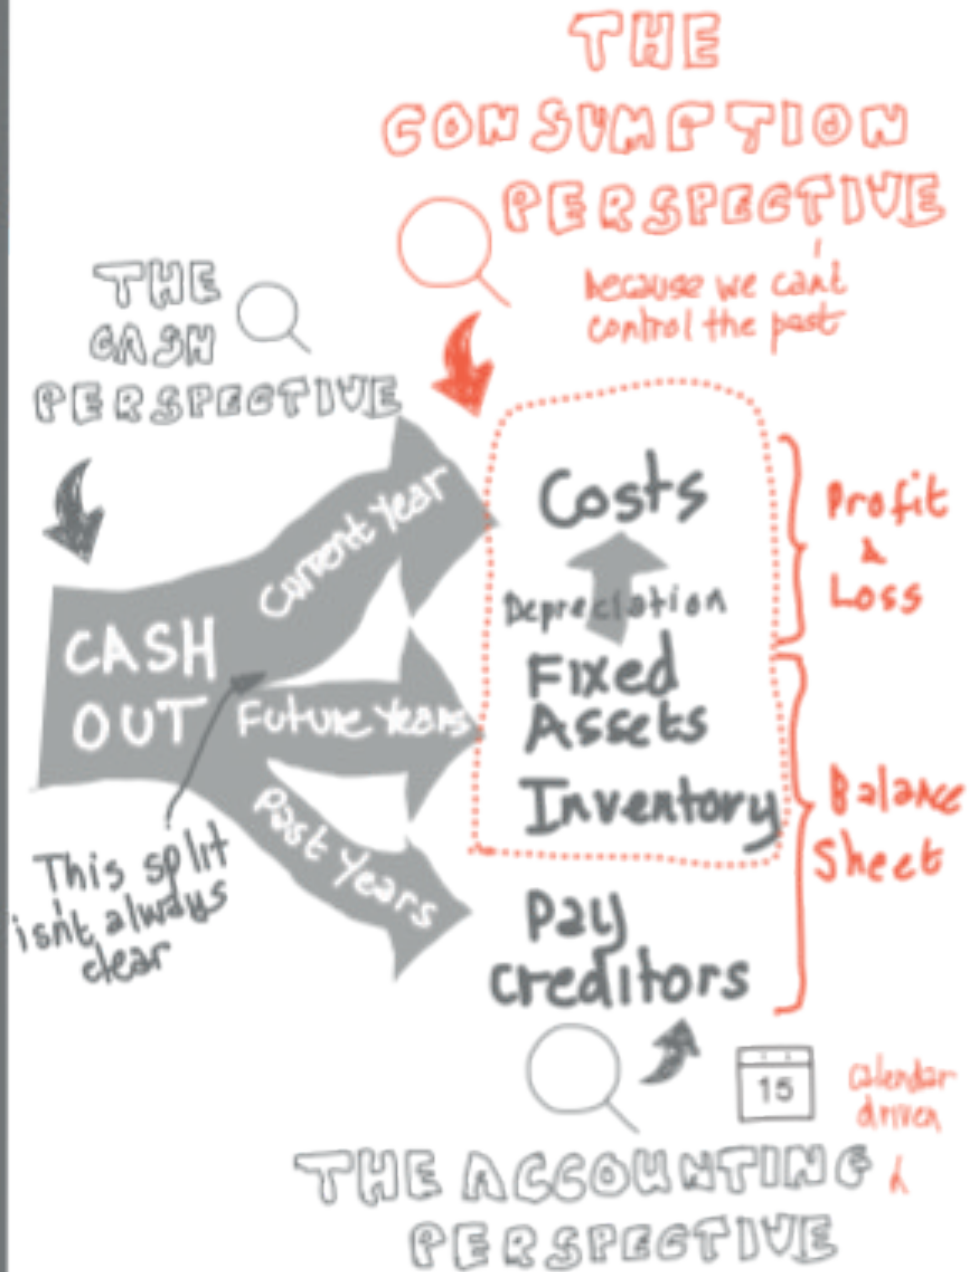 THE
CONSUMPTION
PERSPECTIVE
because we can't
control the past
THE
CASH
PERSPECTIVE
CASH
OUT
Current Year
Future Years
Past Years
This split
isn't always
clear
Costs
Depreciation
Fixed
Assets
Inventory
Pay
Creditors
Profit
&
Loss
Balance
Sheet
15
Calendar
driven
THE ACCOUNTING
PERSPECTIVE